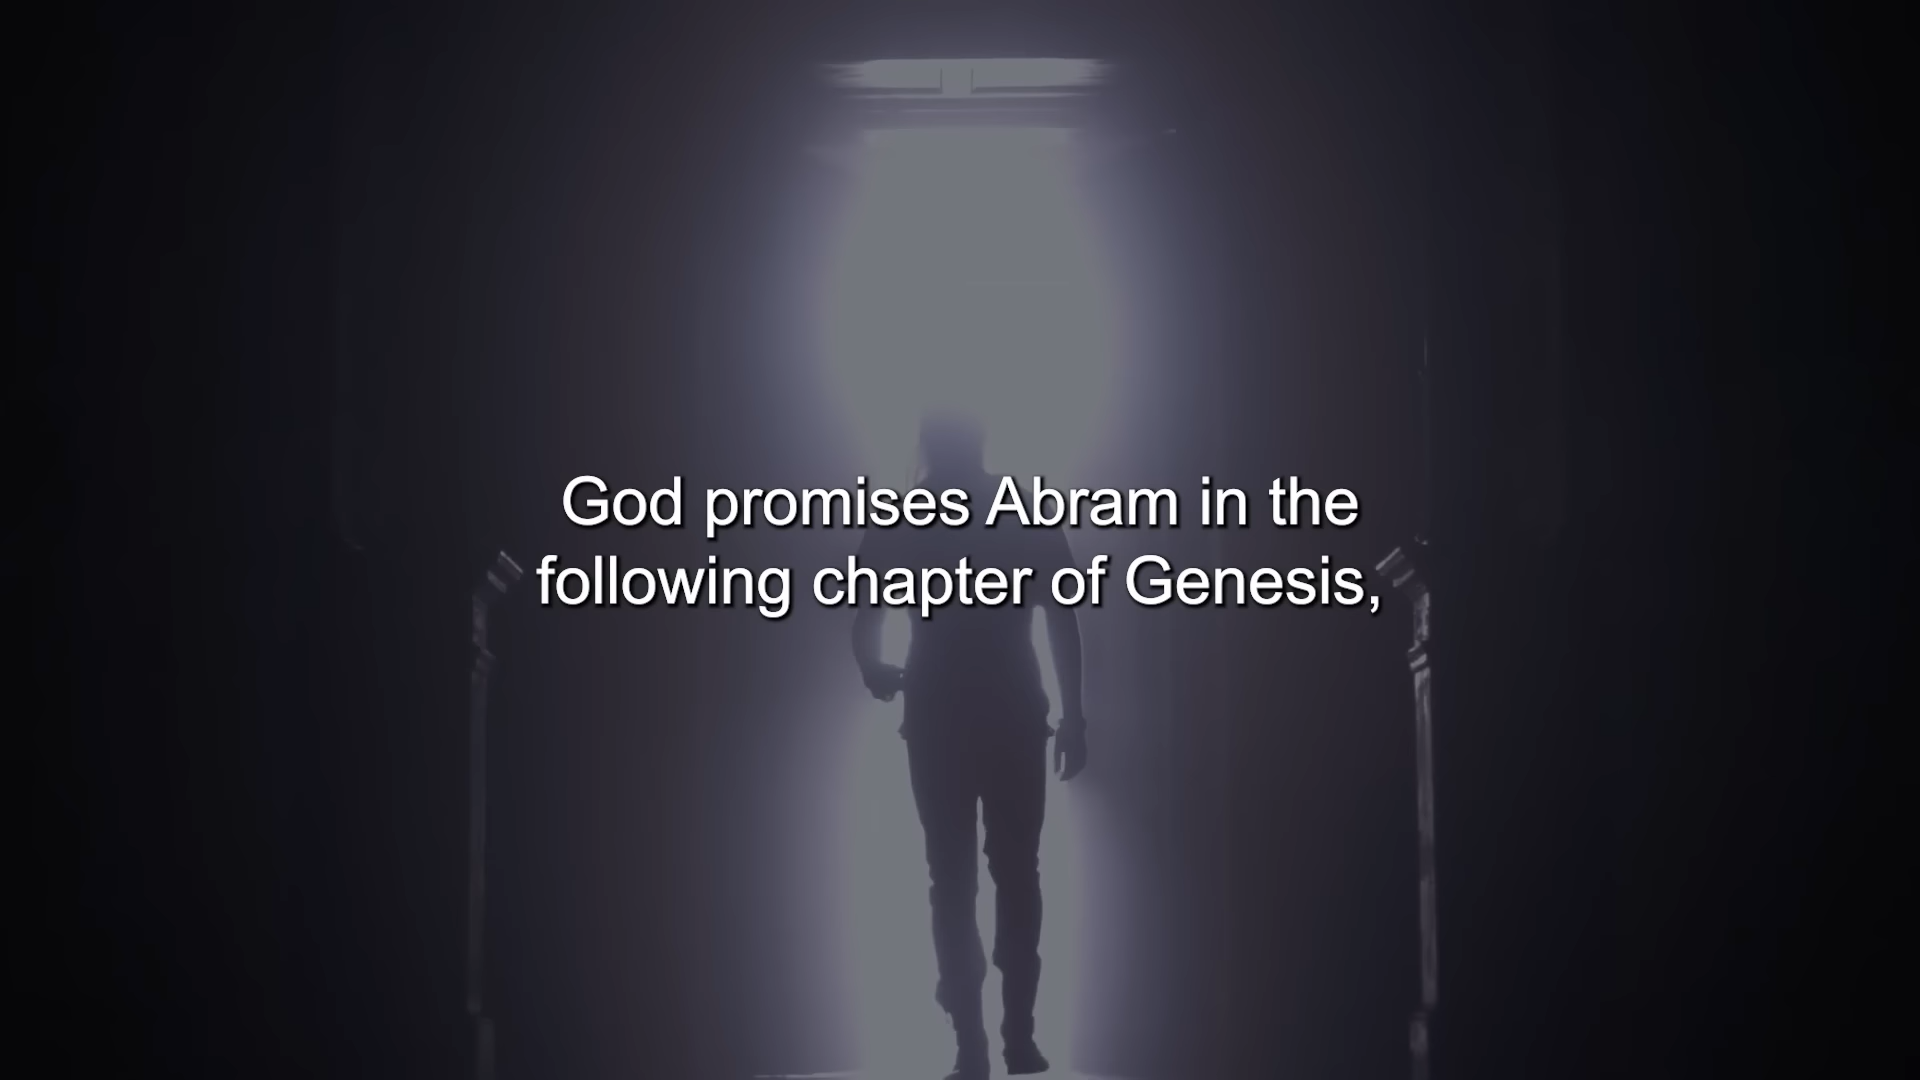 God promises Abram in the
following chapter of Genesis,